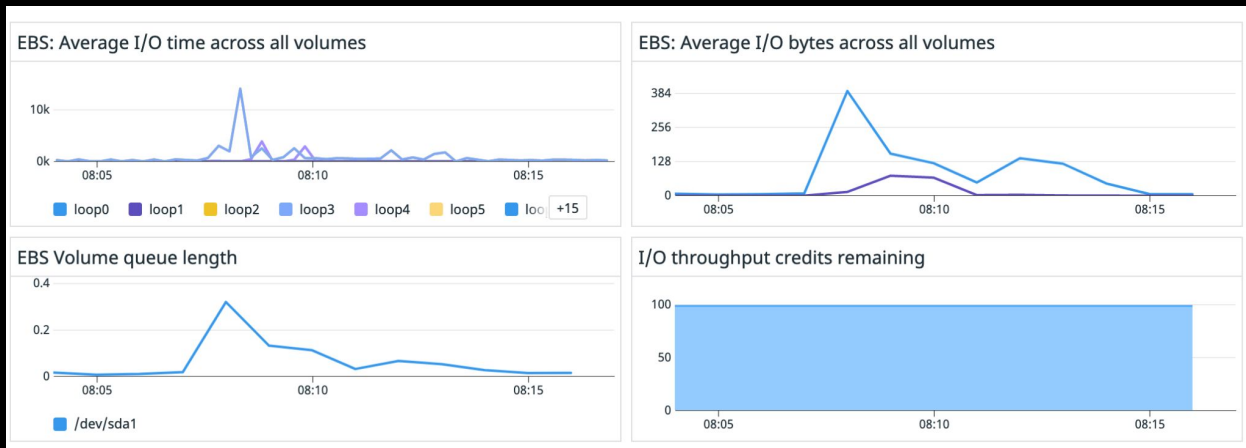 EBS: Average I/O time across all volumes
10k
0k
08:05 08:10 08:15
loop0 loop1 loop2 loop3 loop4 loop5 loo +15
EBS: Average I/O bytes across all volumes
384
256
128
0
08:05 08:10 08:15
EBS Volume queue length
0.4
0.2
0
08:05 08:10 08:15
/dev/sda1
I/O throughput credits remaining
100
50
0
08:05 08:10 08:15